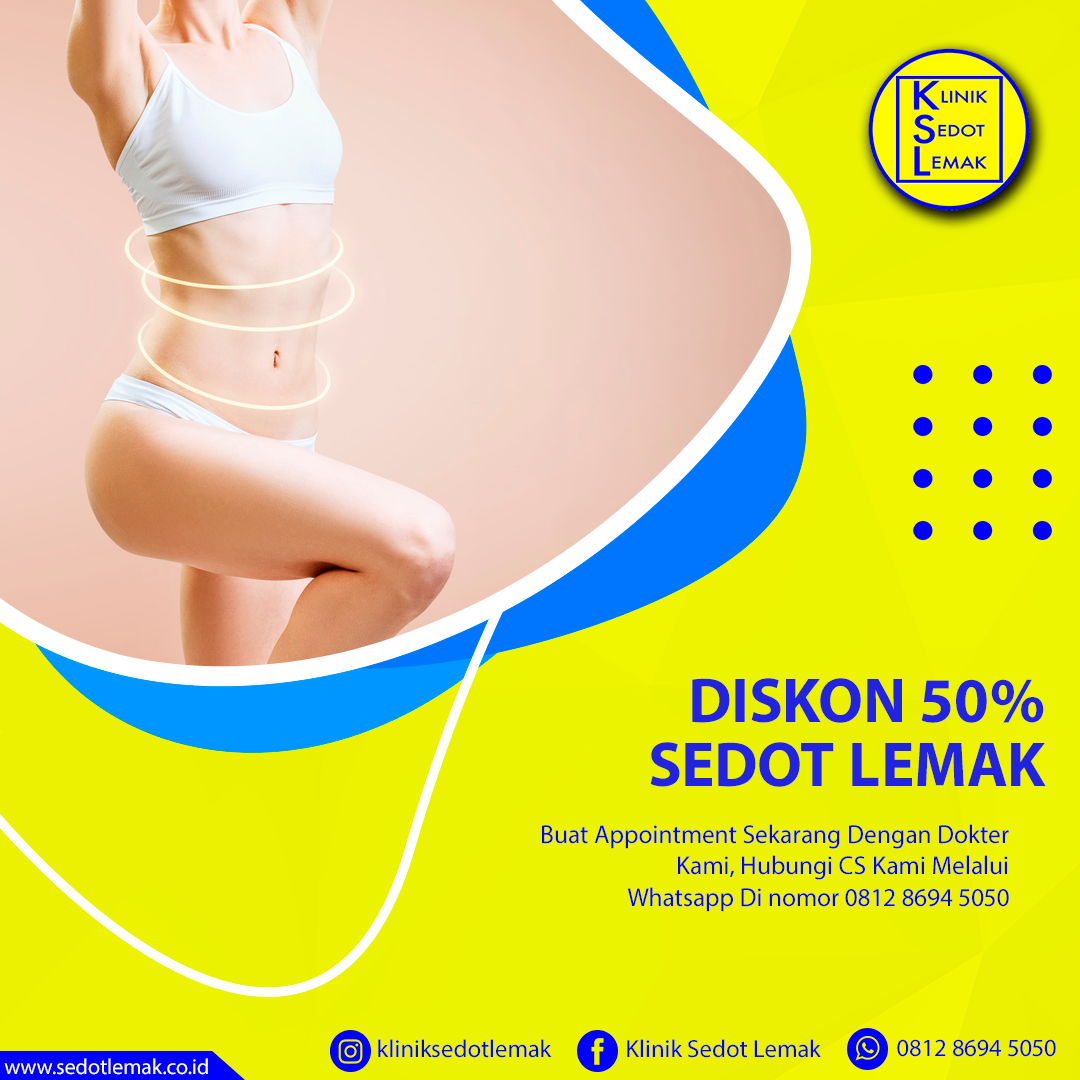 KLINIK
SEDOT
LEMAK
DISKON 50%
SEDOT LEMAK
Buat Appointment Sekarang Dengan Dokter
Kami, Hubungi CS Kami Melalui
Whatsapp Di nomor 0812 8694 5050
www.sedotlemak.co.id
kliniksedotlemak
Klinik Sedot Lemak
0812 8694 5050